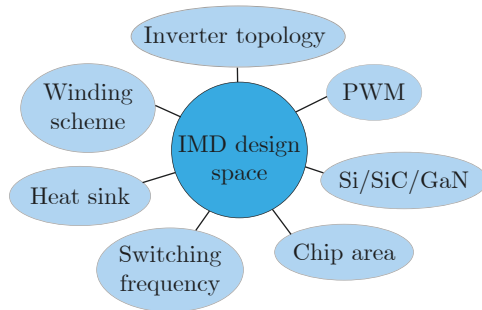 Inverter topology
Winding
scheme
PWM
IMD design
space
Si/SiC/GaN
Heat sink
Switching
frequency
Chip area